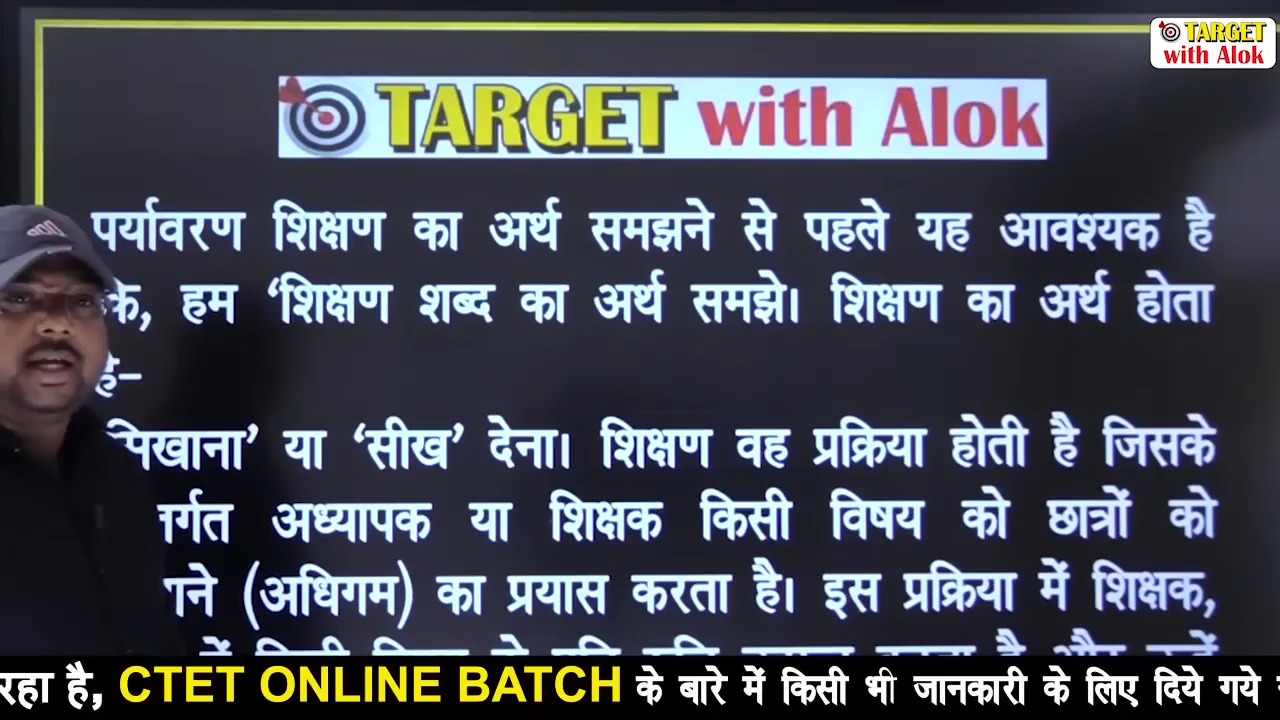 TARGET
with Alok
TARGET with Alok
पर्यावरण शिक्षण का अर्थ समझने से पहले यह आवश्यक है
हम ‘शिक्षण शब्द का अर्थ समझे। शिक्षण का अर्थ होता
है–
या ‘सीख’ देना। शिक्षण वह प्रक्रिया होती है जिसके
अध्यापक या शिक्षक किसी विषय को छात्रों को
(अधिगम) का प्रयास करता है। इस प्रक्रिया में शिक्षक,
रहा है, CTET ONLINE BATCH के बारे में किसी भी जानकारी के लिए दिये गये